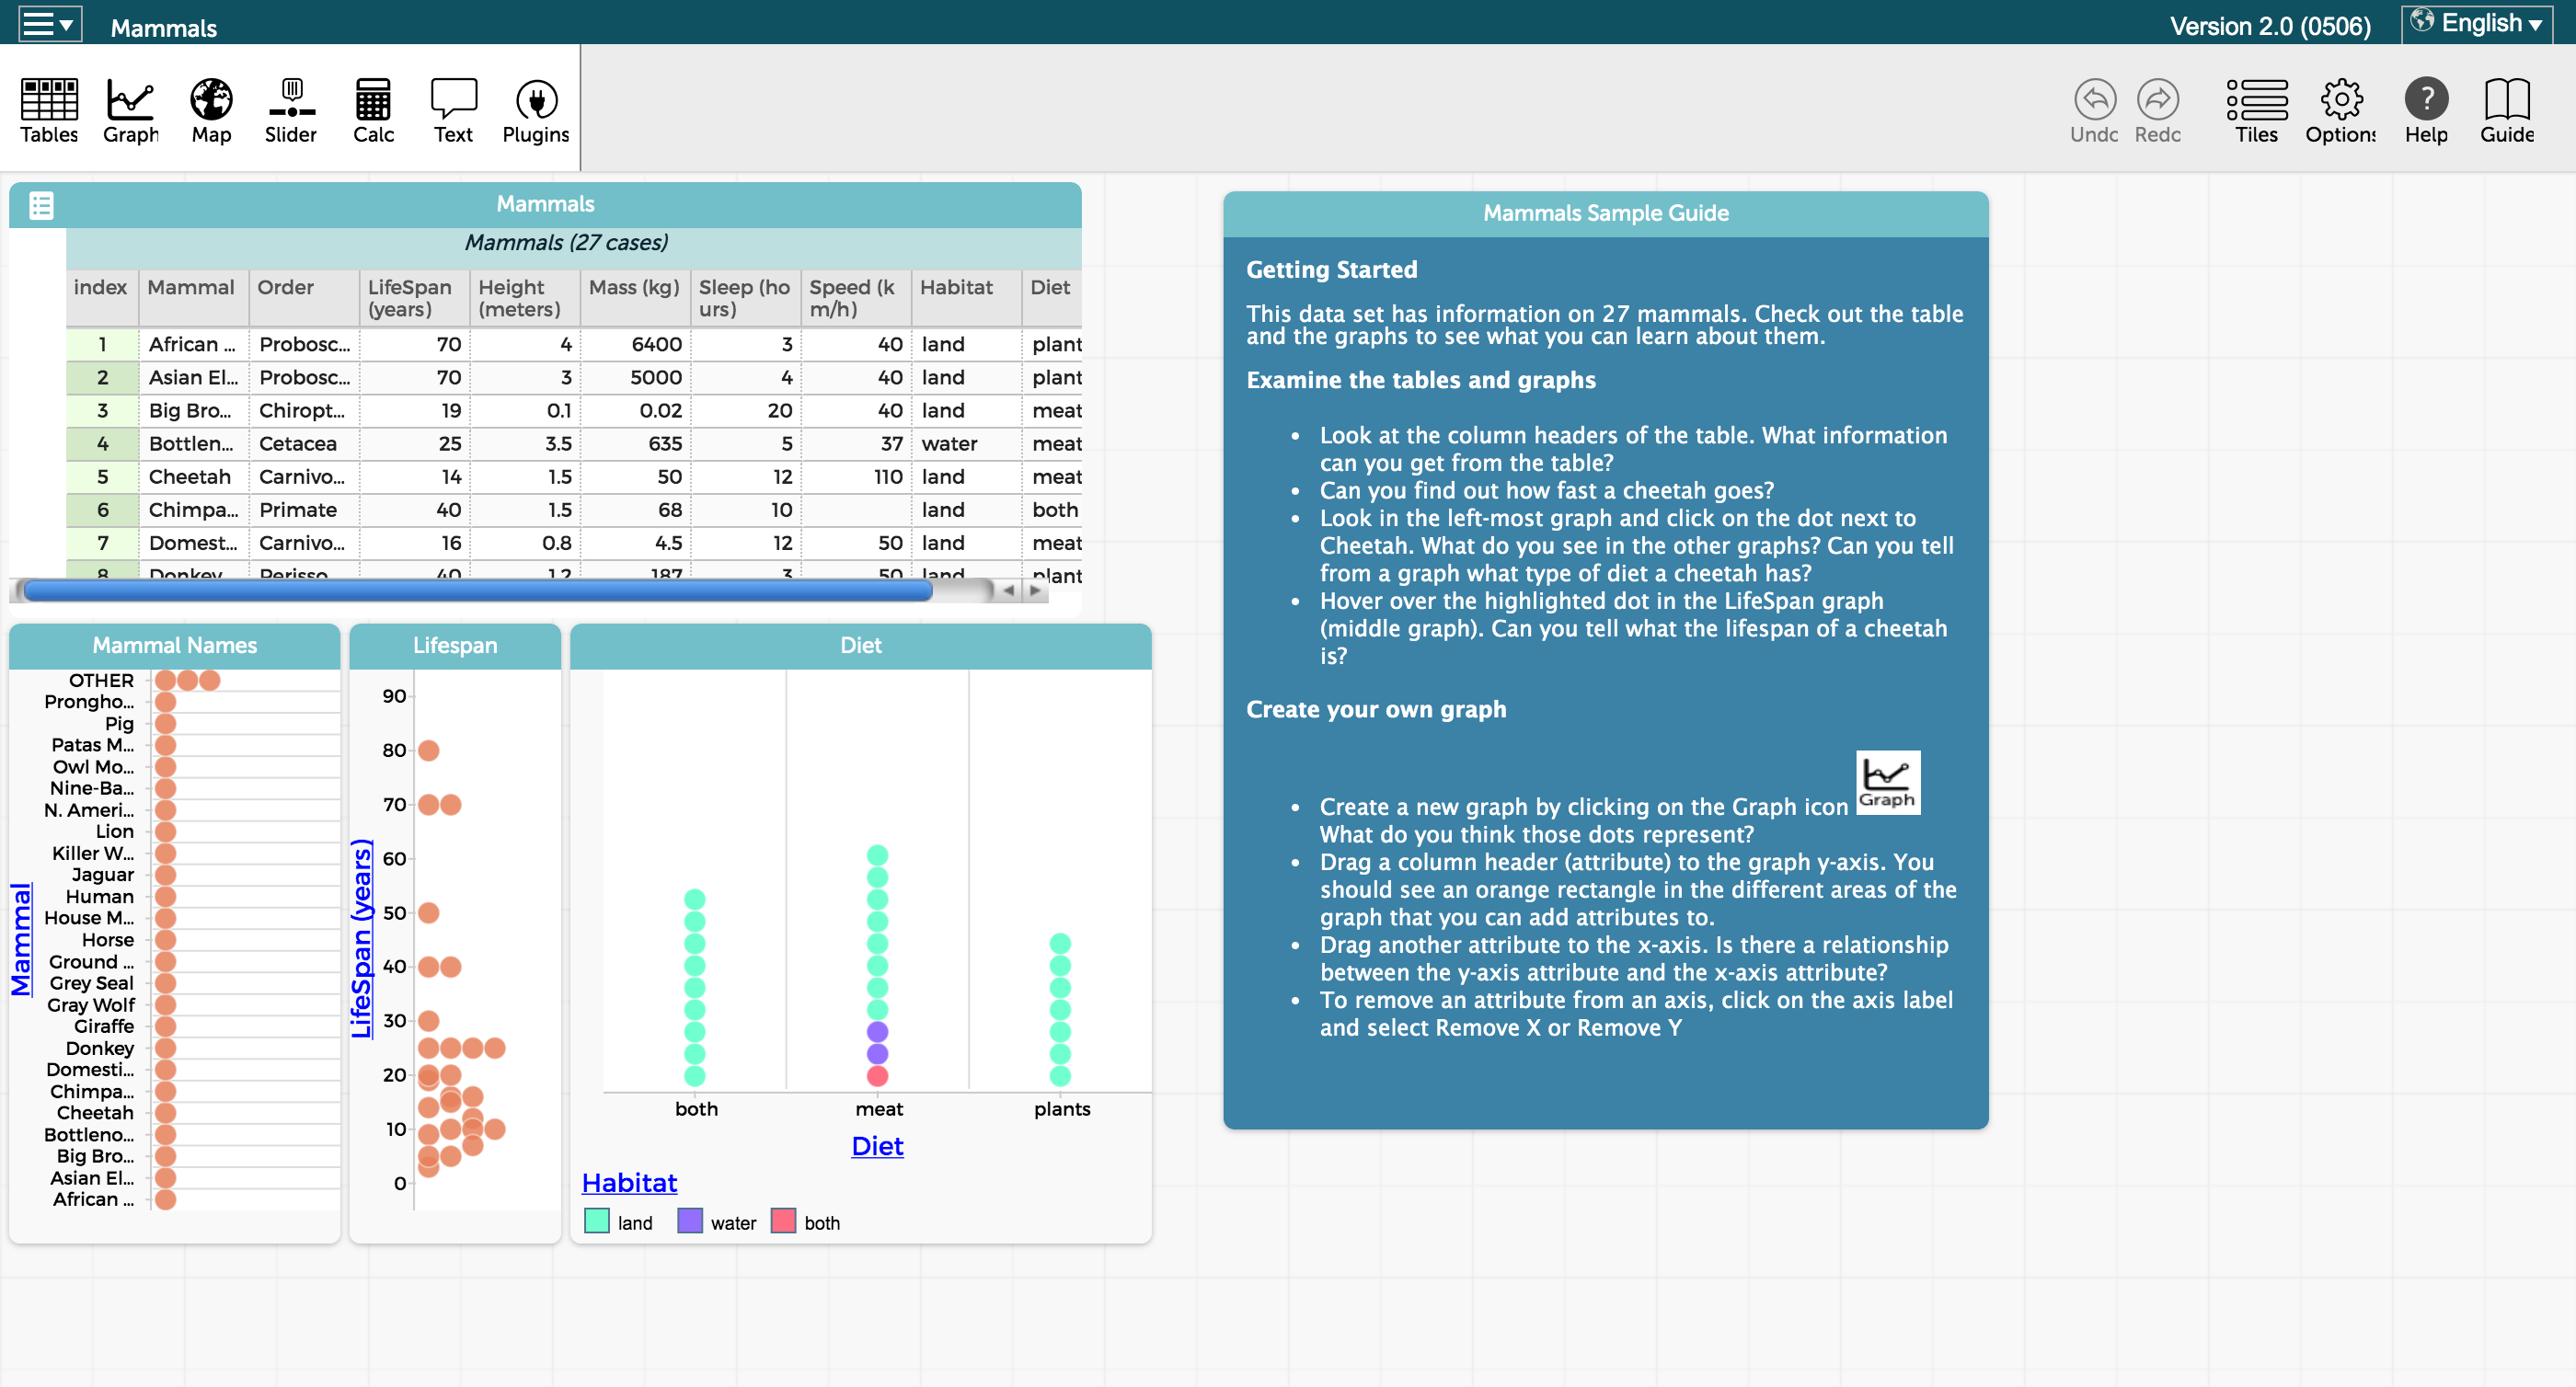 Mammals
Version 2.0 (0506)
English
Tables
Graph
Map
Slider
Calc
Text
Plugins
Undo
Redo
Tiles
Options
Help
Guide
Mammals
Mammals (27 cases)
index Mammal Order LifeSpan (years) Height (meters) Mass (kg) Sleep (hours) Speed (km/h) Habitat Diet
1 African ... Probosc... 70 4 6400 3 40 land plant
2 Asian El... Probosc... 70 3 5000 4 40 land plant
3 Big Bro... Chiropt... 19 0.1 0.02 20 40 land meat
4 Bottlen... Cetacea 25 3.5 635 5 37 water meat
5 Cheetah Carnivo... 14 1.5 50 12 110 land meat
6 Chimpa... Primate 40 1.5 68 10 land both
7 Domest... Carnivo... 16 0.8 4.5 12 50 land meat
8 Donkey Perisso... 40 1.2 187 3 50 land plant
Mammal Names
OTHER
Prongho...
Pig
Patas M...
Owl Mo...
Nine-Ba...
N. Ameri...
Lion
Killer W...
Jaguar
Human
House M...
Horse
Ground ...
Grey Seal
Gray Wolf
Giraffe
Donkey
Domesti...
Chimpa...
Cheetah
Bottleno...
Big Bro...
Asian El...
African ...
Mammal
Lifespan
90
80
70
60
50
40
30
20
10
0
LifeSpan (years)
Diet
both meat plants
Diet
Habitat
land water both
Mammals Sample Guide
Getting Started
This data set has information on 27 mammals. Check out the table
and the graphs to see what you can learn about them.
Examine the tables and graphs
• Look at the column headers of the table. What information
can you get from the table?
• Can you find out how fast a cheetah goes?
• Look in the left-most graph and click on the dot next to
Cheetah. What do you see in the other graphs? Can you tell
from a graph what type of diet a cheetah has?
• Hover over the highlighted dot in the LifeSpan graph
(middle graph). Can you tell what the lifespan of a cheetah
is?
Create your own graph
Graph
• Create a new graph by clicking on the Graph icon
What do you think those dots represent?
• Drag a column header (attribute) to the graph y-axis. You
should see an orange rectangle in the different areas of the
graph that you can add attributes to.
• Drag another attribute to the x-axis. Is there a relationship
between the y-axis attribute and the x-axis attribute?
• To remove an attribute from an axis, click on the axis label
and select Remove X or Remove Y